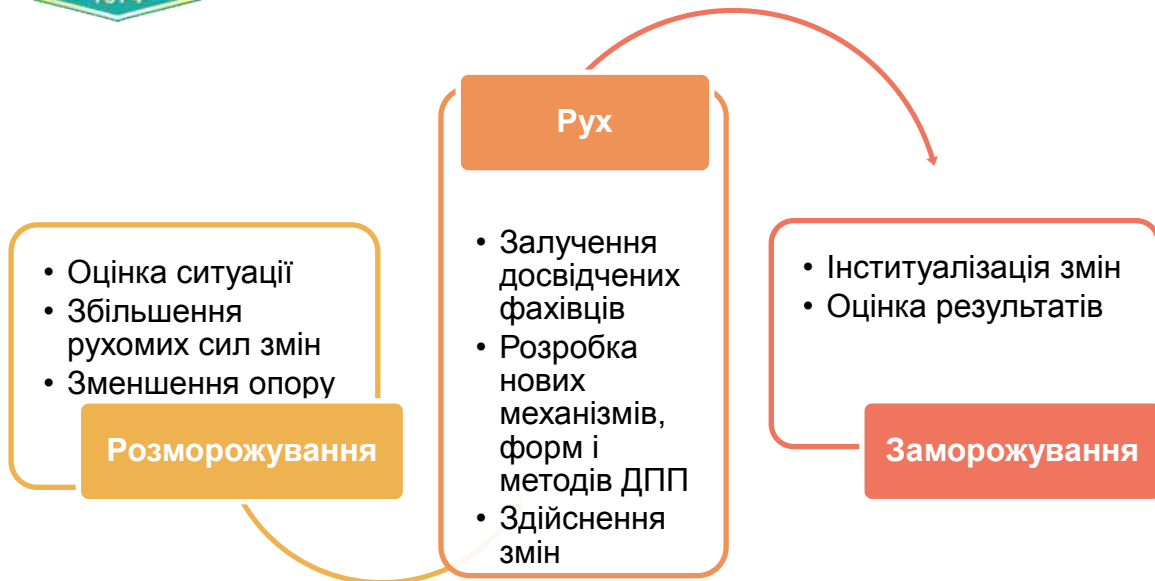 • Оцінка ситуації
• Збільшення
рухомих сил змін
• Зменшення опору
Розморожування
Рух
• Залучення
досвідчених
фахівців
• Розробка
нових
механізмів,
форм і
методів ДПП
• Здійснення
змін
• Інституалізація змін
• Оцінка результатів
Заморожування